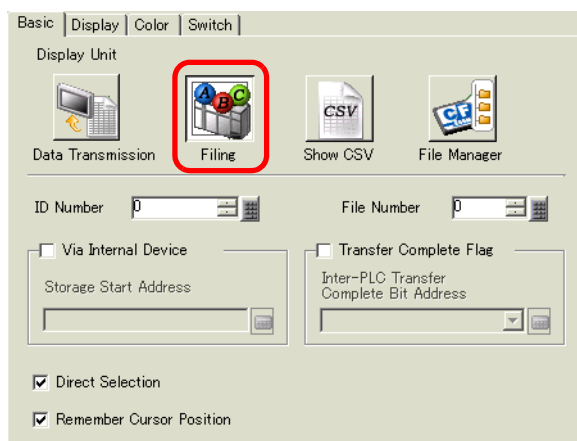 Basic Display Color Switch
Display Unit
A B C
CSV
CF
Data Transmission Filing Show CSV File Manager
ID Number 0 File Number 0
Via Internal Device Transfer Complete Flag
Storage Start Address
Inter-PLC Transfer
Complete Bit Address
Direct Selection
Remember Cursor Position